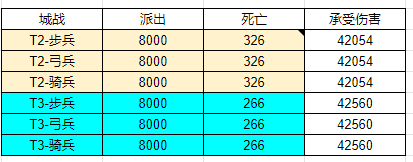 城战 派出 死亡 承受伤害
T2-步兵 8000 326 42054
T2-弓兵 8000 326 42054
T2-骑兵 8000 326 42054
T3-步兵 8000 266 42560
T3-弓兵 8000 266 42560
T3-骑兵 8000 266 42560